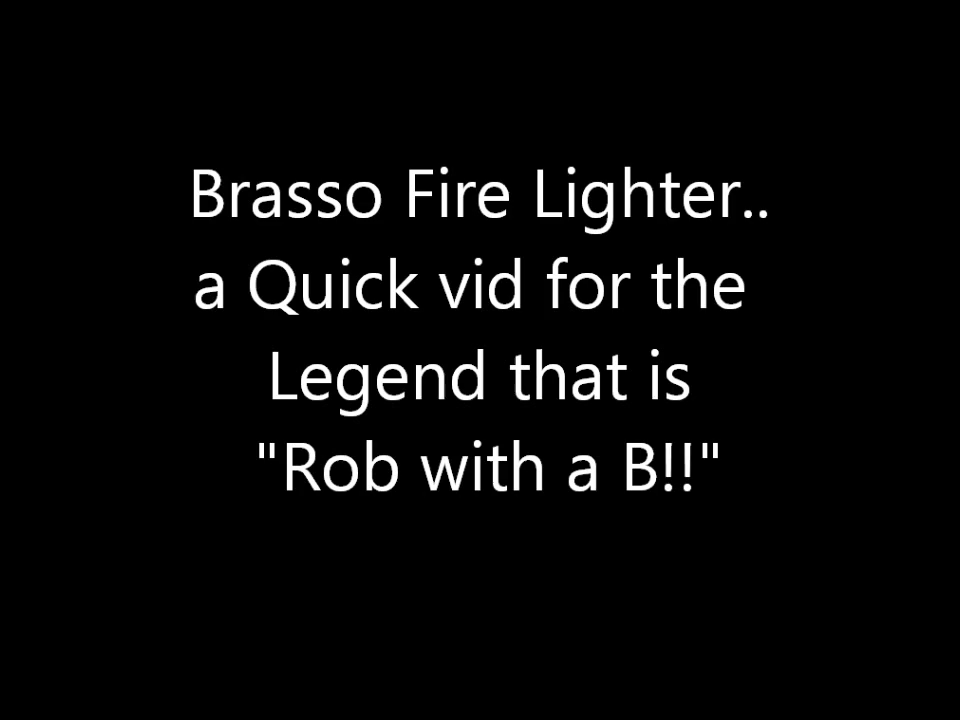 Brasso Fire Lighter..
a Quick vid for the
Legend that is
"Rob with a B!!"